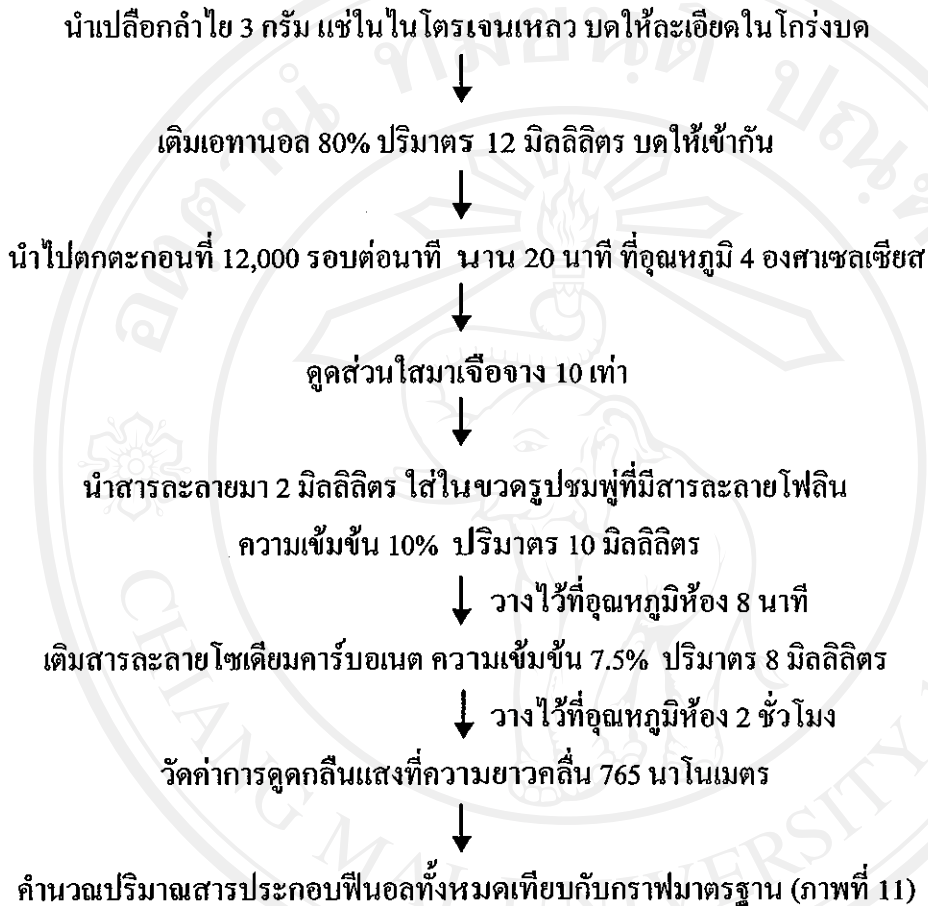 นำเปลือกลำไย 3 กรัม แช่ในไนโตรเจนเหลว บดให้ละเอียดในโกร่งบด
เติมเอทานอล 80% ปริมาตร 12 มิลลิลิตร บดให้เข้ากัน
นำไปตกตะกอนที่ 12,000 รอบต่อนาที นาน 20 นาที ที่อุณหภูมิ 4 องศาเซลเซียส
ดูดส่วนใสมาเจือจาง 10 เท่า
นำสารละลายมา 2 มิลลิลิตร ใส่ในขวดรูปชมพู่ที่มีสารละลายโฟลิน
ความเข้มข้น 10% ปริมาตร 10 มิลลิลิตร
วางไว้ที่อุณหภูมิห้อง 8 นาที
เติมสารละลายโซเดียมคาร์บอเนต ความเข้มข้น 7.5% ปริมาตร 8 มิลลิลิตร
วางไว้ที่อุณหภูมิห้อง 2 ชั่วโมง
วัดค่าการดูดกลืนแสงที่ความยาวคลื่น 765 นาโนเมตร
คำนวณปริมาณสารประกอบฟีนอลทั้งหมดเทียบกับกราฟมาตรฐาน (ภาพที่ 11)
CHIANG MAI UNIVERSITY